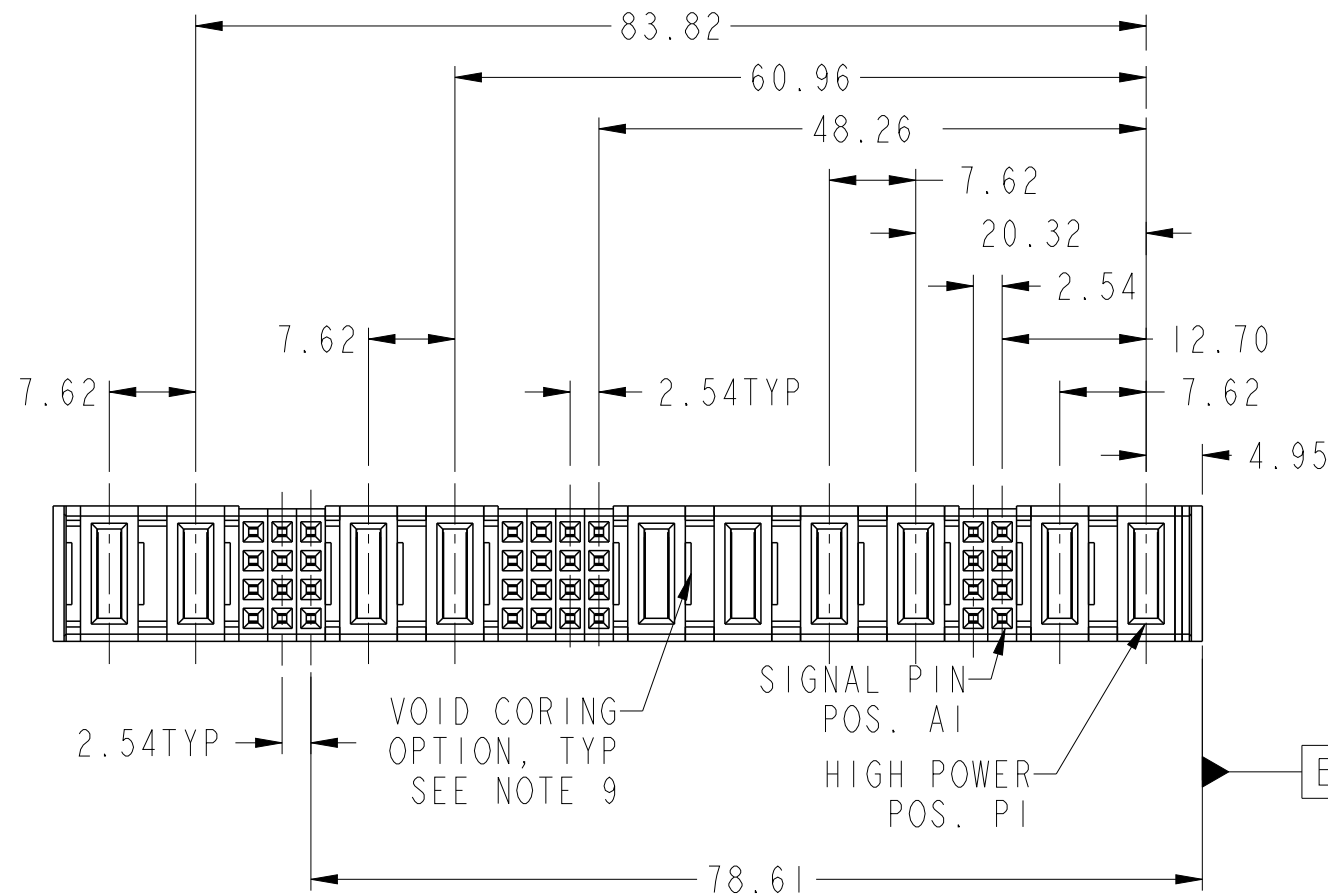 83.82
60.96
48.26
7.62
20.32
2.54
7.62
12.70
7.62
2.54TYP
7.62
4.95
SIGNAL PIN
POS. A1
VOID CORING
OPTION, TYP
SEE NOTE 9
2.54TYP
HIGH POWER
POS. P1
E
78.61